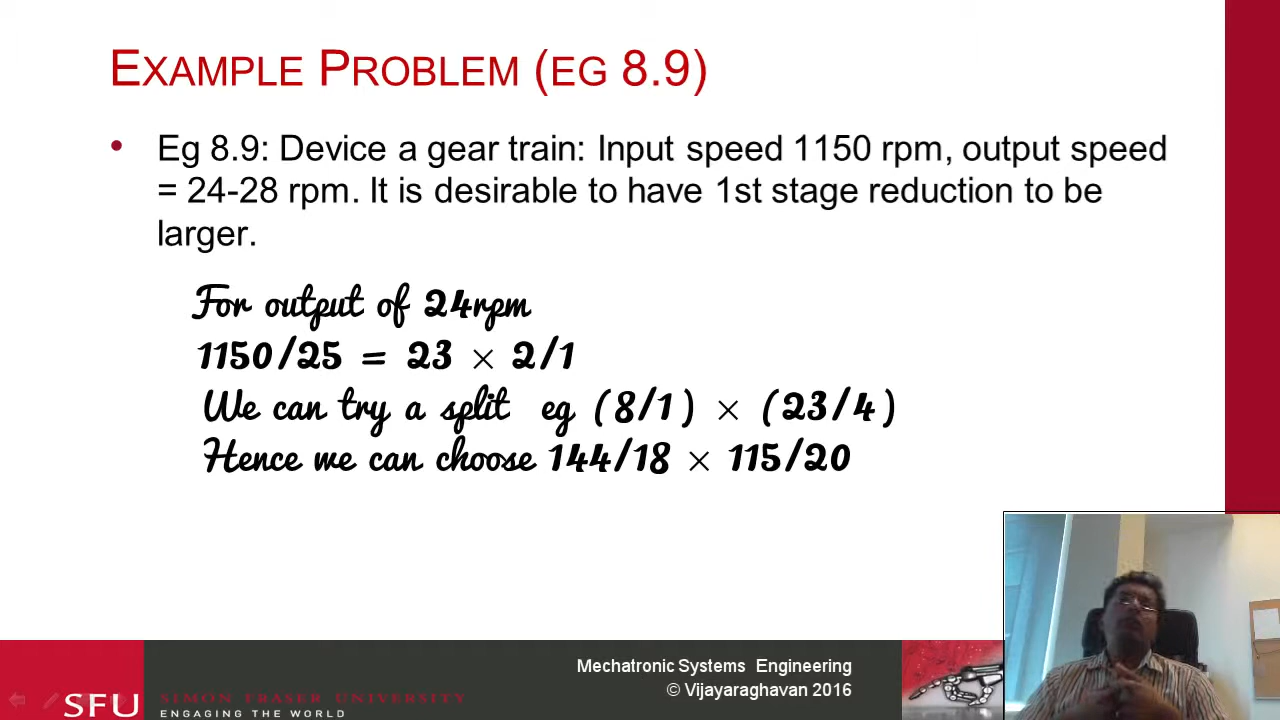 EXAMPLE PROBLEM (EG 8.9)
• Eg 8.9: Device a gear train: Input speed 1150 rpm, output speed
= 24-28 rpm. It is desirable to have 1st stage reduction to be
larger.
For output of 24rpm
1150/25 = 23 × 2/1
We can try a split eg (8/1) × (23/4)
Hence we can choose 144/18 × 115/20
Mechatronic Systems Engineering
© Vijayaraghavan 2016
SFU SIMON FRASER UNIVERSITY
ENGAGING THE WORLD